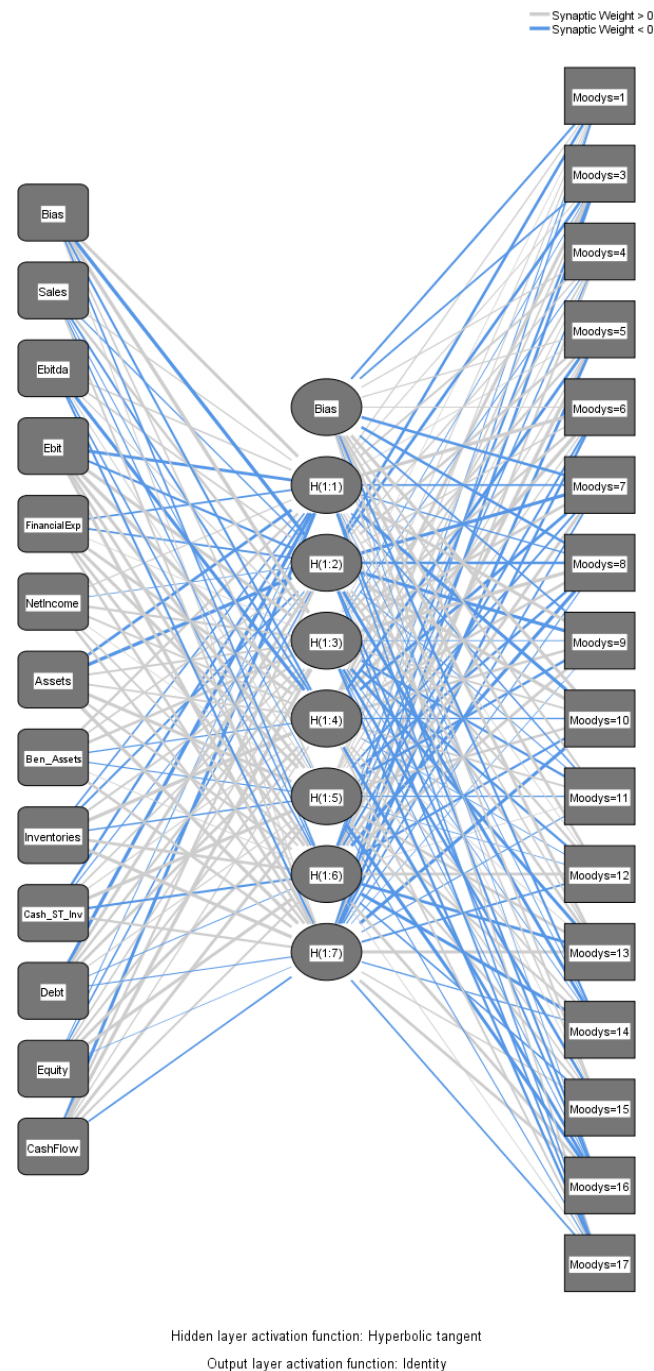 Synaptic Weight > 0
Synaptic Weight < 0
Bias
Sales
Ebitda
Ebit
FinancialExp
NetIncome
Assets
Ben_Assets
Inventories
Cash_ST_Inv
Debt
Equity
CashFlow
Bias
H(1:1)
H(1:2)
H(1:3)
H(1:4)
H(1:5)
H(1:6)
H(1:7)
Moodys=1
Moodys=3
Moodys=4
Moodys=5
Moodys=6
Moodys=7
Moodys=8
Moodys=9
Moodys=10
Moodys=11
Moodys=12
Moodys=13
Moodys=14
Moodys=15
Moodys=16
Moodys=17
Hidden layer activation function: Hyperbolic tangent
Output layer activation function: Identity